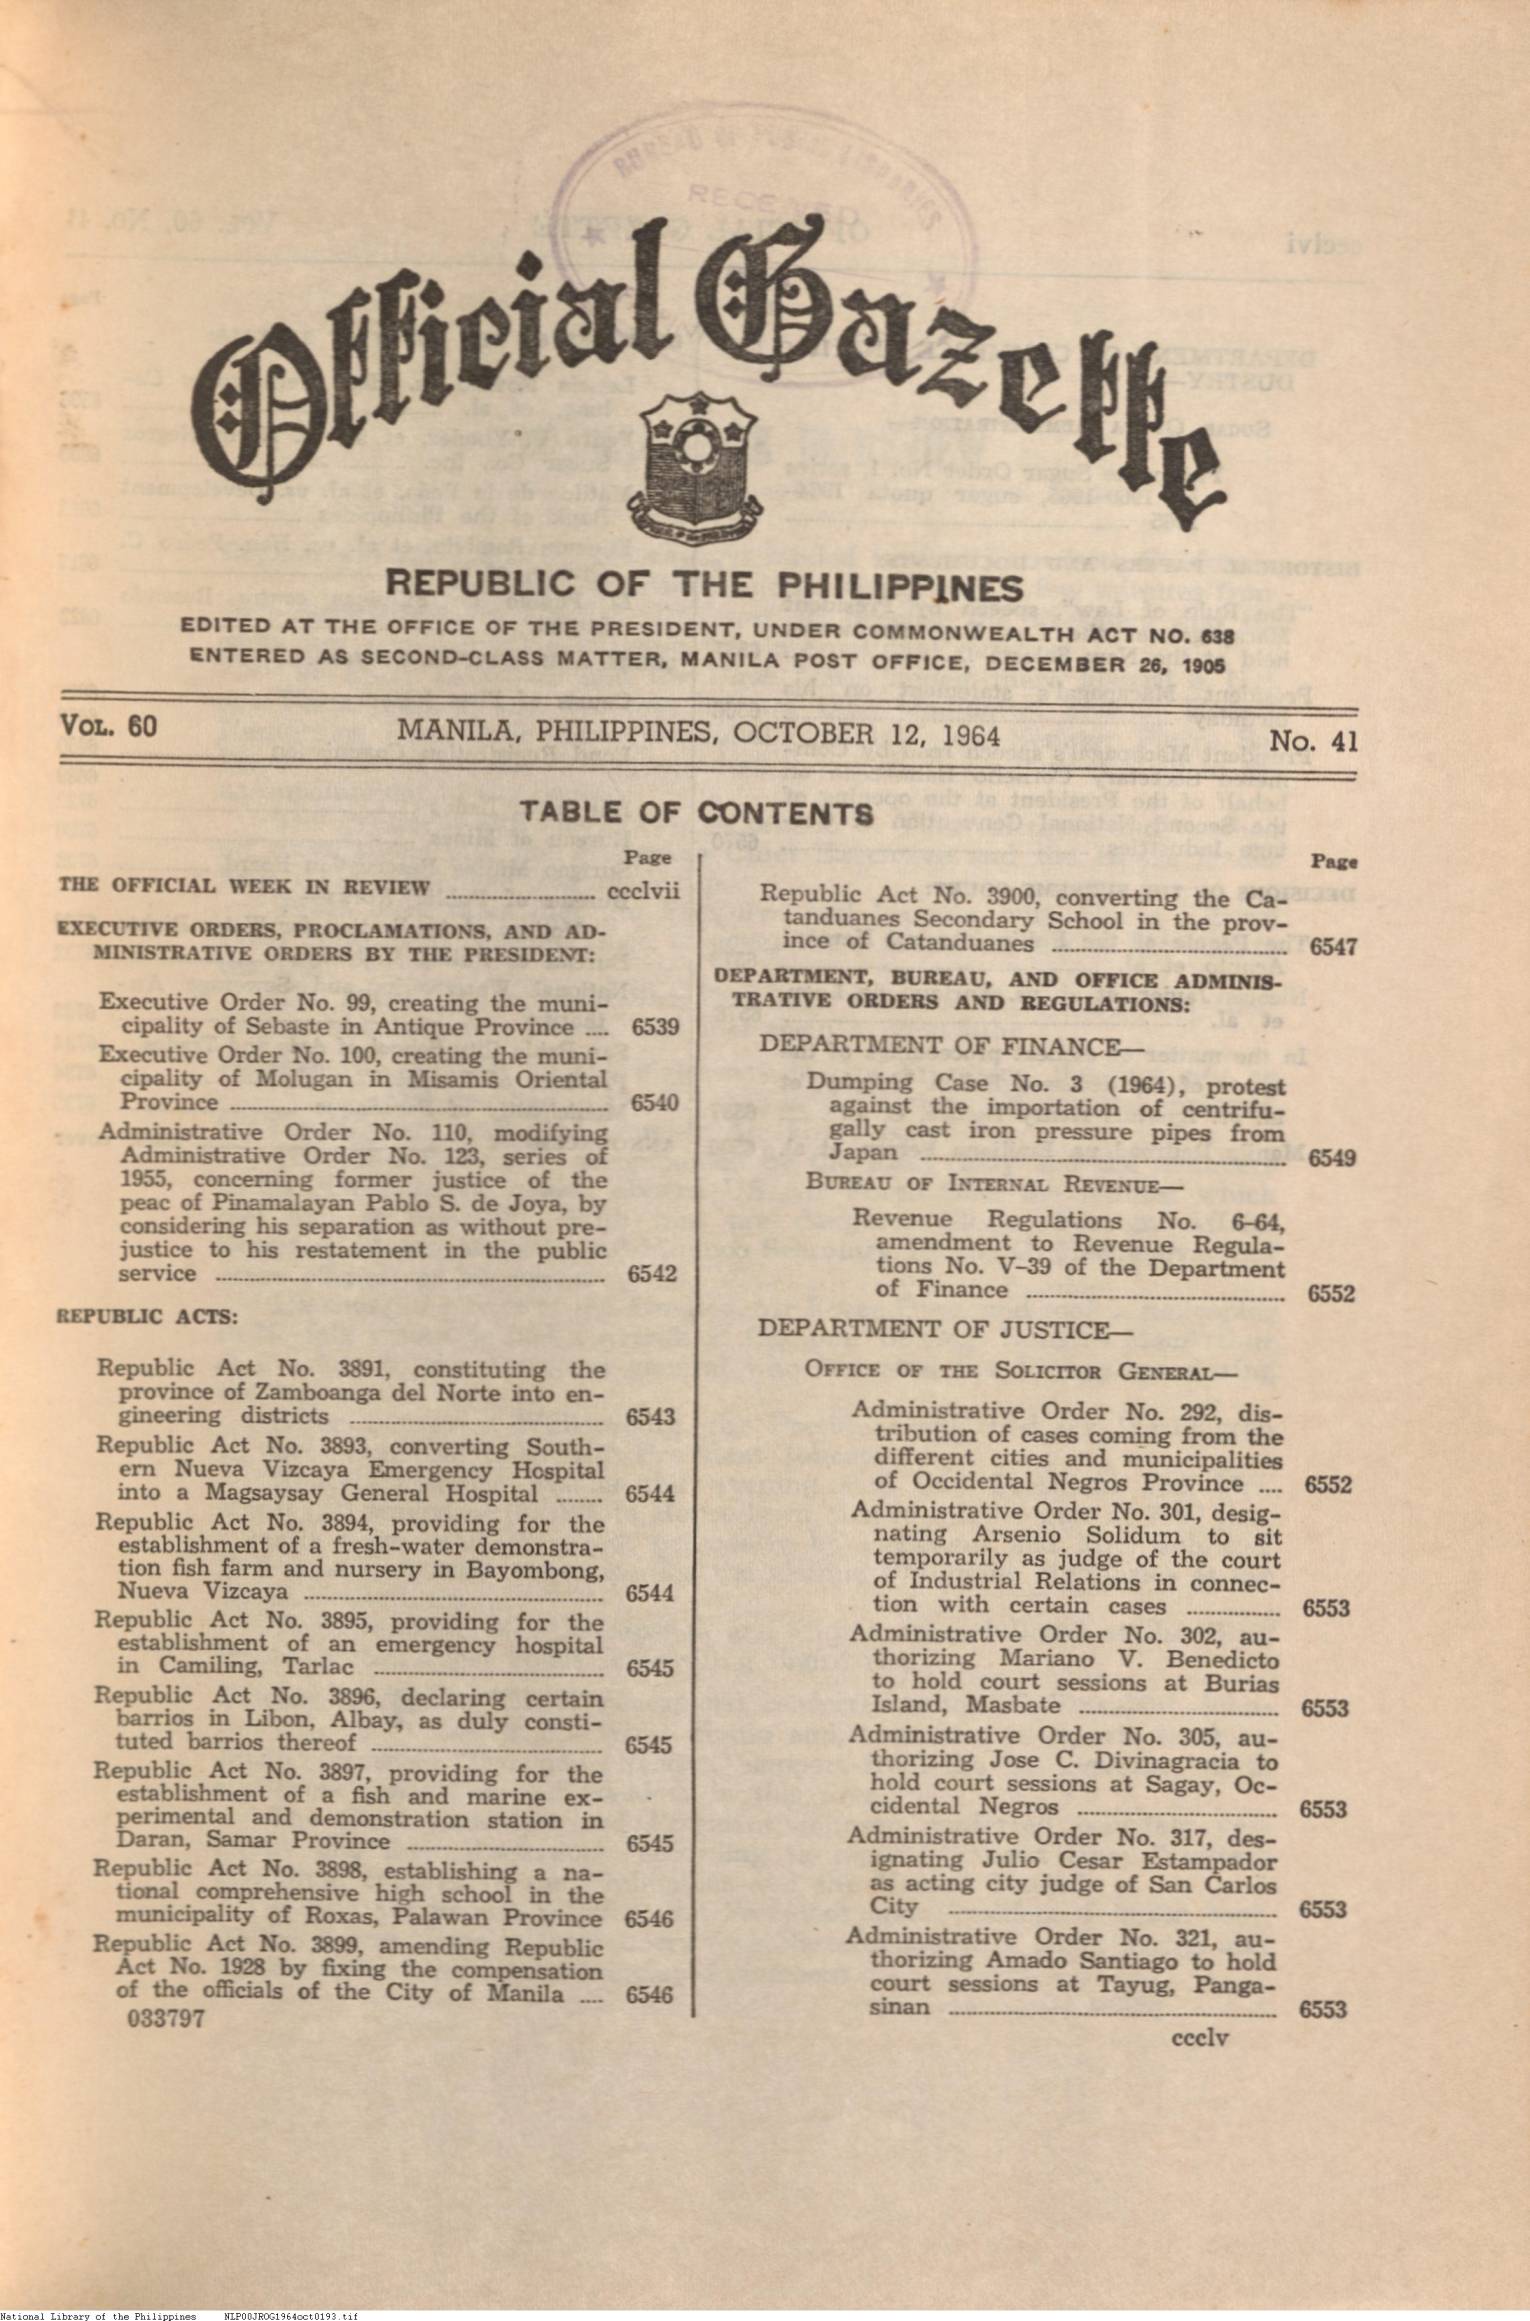 BUREAU OF PUBLIC LIBRARIES
RECEIVED
Official Gazette
REPUBLIC OF THE PHILIPPINES
EDITED AT THE OFFICE OF THE PRESIDENT, UNDER COMMONWEALTH ACT NO. 638
ENTERED AS SECOND-CLASS MATTER, MANILA POST OFFICE, DECEMBER 26, 1905
VOL. 60 MANILA, PHILIPPINES, OCTOBER 12, 1964 No. 41
TABLE OF CONTENTS
Page
THE OFFICIAL WEEK IN REVIEW ........................ ccclvii
EXECUTIVE ORDERS, PROCLAMATIONS, AND AD-
MINISTRATIVE ORDERS BY THE PRESIDENT:
Executive Order No. 99, creating the muni-
cipality of Sebaste in Antique Province .... 6539
Executive Order No. 100, creating the muni-
cipality of Molugan in Misamis Oriental
Province ........................ 6540
Administrative Order No. 110, modifying
Administrative Order No. 123, series of
1955, concerning former justice of the
peac of Pinamalayan Pablo S. de Joya, by
considering his separation as without pre-
justice to his restatement in the public
service ........................ 6542
REPUBLIC ACTS:
Republic Act No. 3891, constituting the
province of Zamboanga del Norte into en-
gineering districts ........................ 6543
Republic Act No. 3893, converting South-
ern Nueva Vizcaya Emergency Hospital
into a Magsaysay General Hospital ........ 6544
Republic Act No. 3894, providing for the
establishment of a fresh-water demonstra-
tion fish farm and nursery in Bayombong,
Nueva Vizcaya ........................ 6544
Republic Act No. 3895, providing for the
establishment of an emergency hospital
in Camiling, Tarlac ........................ 6545
Republic Act No. 3896, declaring certain
barrios in Libon, Albay, as duly consti-
tuted barrios thereof ........................ 6545
Republic Act No. 3897, providing for the
establishment of a fish and marine ex-
perimental and demonstration station in
Daran, Samar Province ........................ 6545
Republic Act No. 3898, establishing a na-
tional comprehensive high school in the
municipality of Roxas, Palawan Province 6546
Republic Act No. 3899, amending Republic
Act No. 1928 by fixing the compensation
of the officials of the City of Manila .... 6546
033797
Page
Republic Act No. 3900, converting the Ca-
tanduanes Secondary School in the prov-
ince of Catanduanes ........................ 6547
DEPARTMENT, BUREAU, AND OFFICE ADMINIS-
TRATIVE ORDERS AND REGULATIONS:
DEPARTMENT OF FINANCE—
Dumping Case No. 3 (1964), protest
against the importation of centrifu-
gally cast iron pressure pipes from
Japan ........................ 6549
BUREAU OF INTERNAL REVENUE—
Revenue Regulations No. 6-64,
amendment to Revenue Regula-
tions No. V-39 of the Department
of Finance ........................ 6552
DEPARTMENT OF JUSTICE—
OFFICE OF THE SOLICITOR GENERAL—
Administrative Order No. 292, dis-
tribution of cases coming from the
different cities and municipalities
of Occidental Negros Province .... 6552
Administrative Order No. 301, desig-
nating Arsenio Solidum to sit
temporarily as judge of the court
of Industrial Relations in connec-
tion with certain cases ................ 6553
Administrative Order No. 302, au-
thorizing Mariano V. Benedicto
to hold court sessions at Burias
Island, Masbate ........................ 6553
Administrative Order No. 305, au-
thorizing Jose C. Divinagracia to
hold court sessions at Sagay, Oc-
cidental Negros ........................ 6553
Administrative Order No. 317, des-
ignating Julio Cesar Estampador
as acting city judge of San Carlos
City ........................ 6553
Administrative Order No. 321, au-
thorizing Amado Santiago to hold
court sessions at Tayug, Panga-
sinan ........................ 6553
ccclv
National Library of the Philippines NLP00JROG1964oct0193.tif